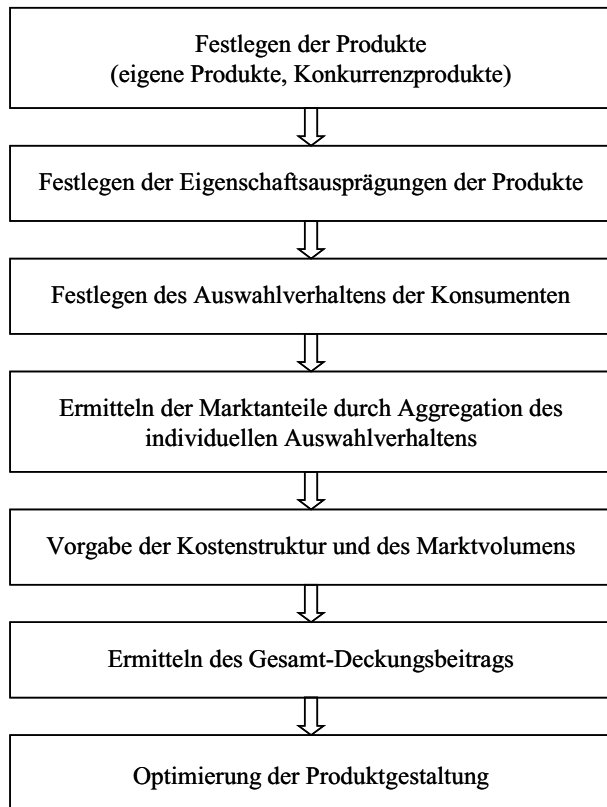 Festlegen der Produkte
(eigene Produkte, Konkurrenzprodukte)
Festlegen der Eigenschaftsausprägungen der Produkte
Festlegen des Auswahlverhaltens der Konsumenten
Ermitteln der Marktanteile durch Aggregation des
individuellen Auswahlverhaltens
Vorgabe der Kostenstruktur und des Marktvolumens
Ermitteln des Gesamt-Deckungsbeitrags
Optimierung der Produktgestaltung